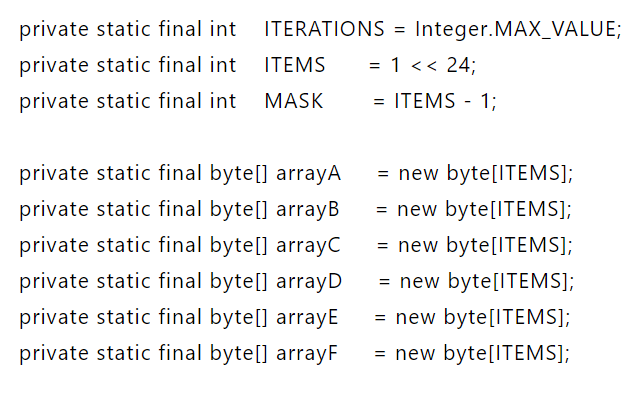 private static final int    ITERATIONS = Integer.MAX_VALUE;
private static final int    ITEMS      = 1 << 24;
private static final int    MASK       = ITEMS - 1;
private static final byte[] arrayA     = new byte[ITEMS];
private static final byte[] arrayB     = new byte[ITEMS];
private static final byte[] arrayC     = new byte[ITEMS];
private static final byte[] arrayD     = new byte[ITEMS];
private static final byte[] arrayE     = new byte[ITEMS];
private static final byte[] arrayF     = new byte[ITEMS];